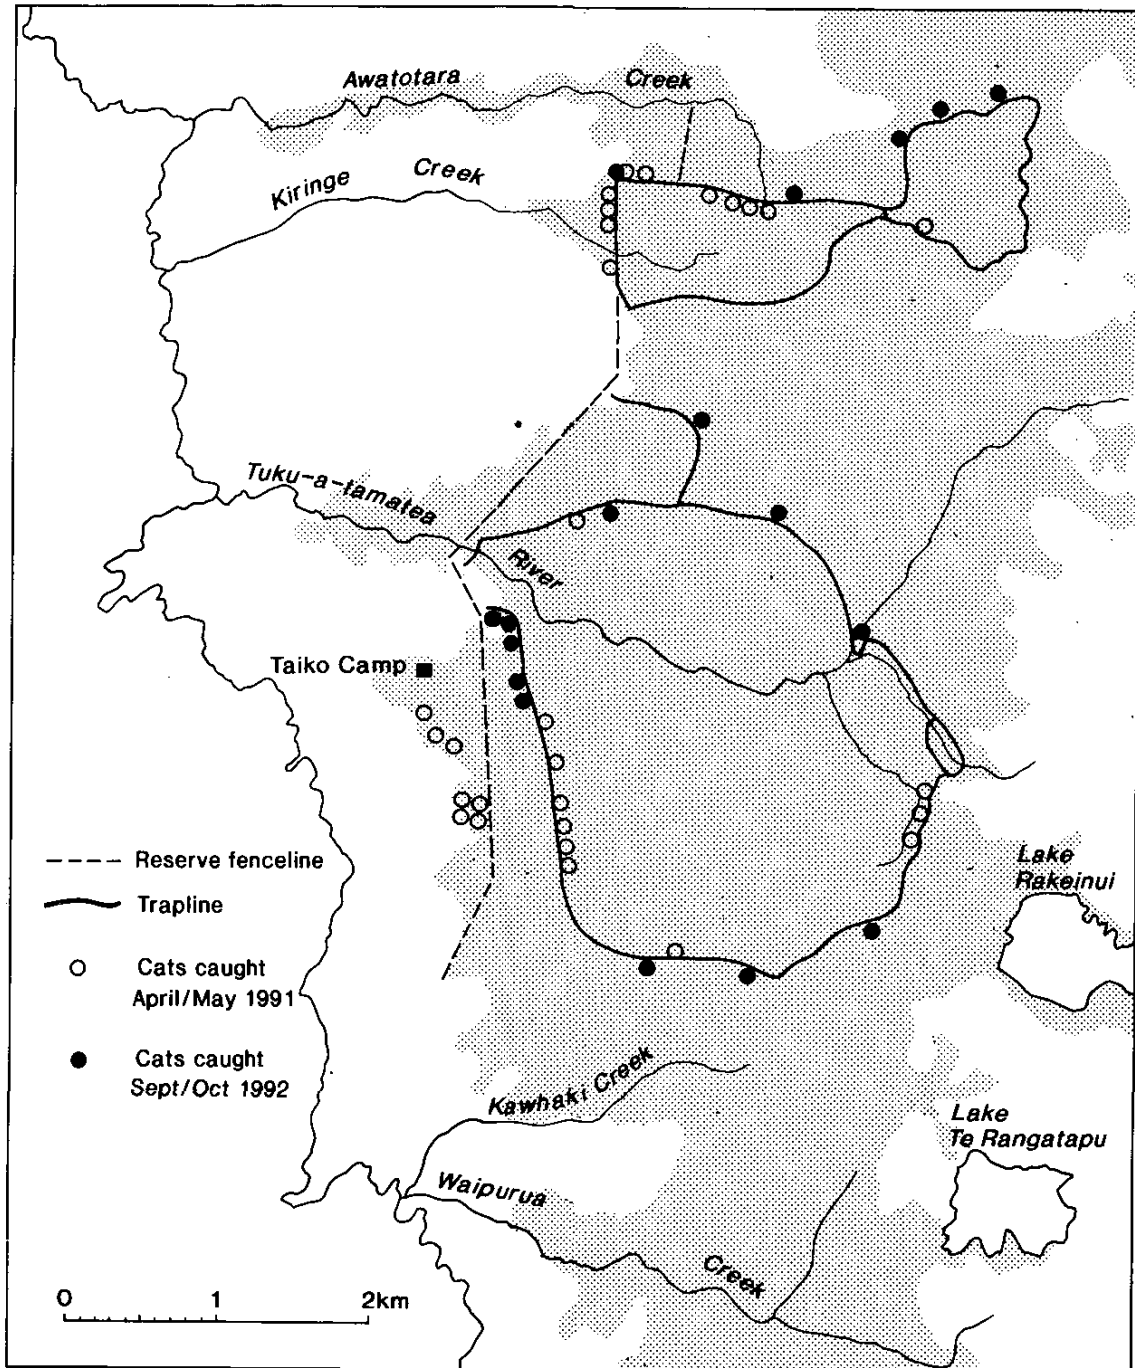 Awatotara Creek
Kiringe Creek
Tuku-a-tamatea
River
Taiko Camp
Reserve fenceline
Trapline
Cats caught
April/May 1991
Cats caught
Sept/Oct 1992
Lake
Rakeinui
Kawhaki Creek
Lake
Te Rangatapu
Waipurua
Creek
0 1 2km